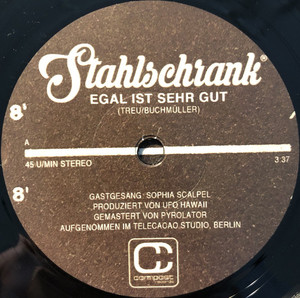 Stahlschrank®
EGAL IST SEHR GUT
(TREU/BUCHMÜLLER)
8'
A
45 U/MIN STEREO
3:37
8'
GASTGESANG: SOPHIA SCALPEL
PRODUZIERT VON UFO HAWAII
GEMASTERT VON PYROLATOR
AUFGENOMMEN IM TELECACAO.STUDIO, BERLIN
compost
records